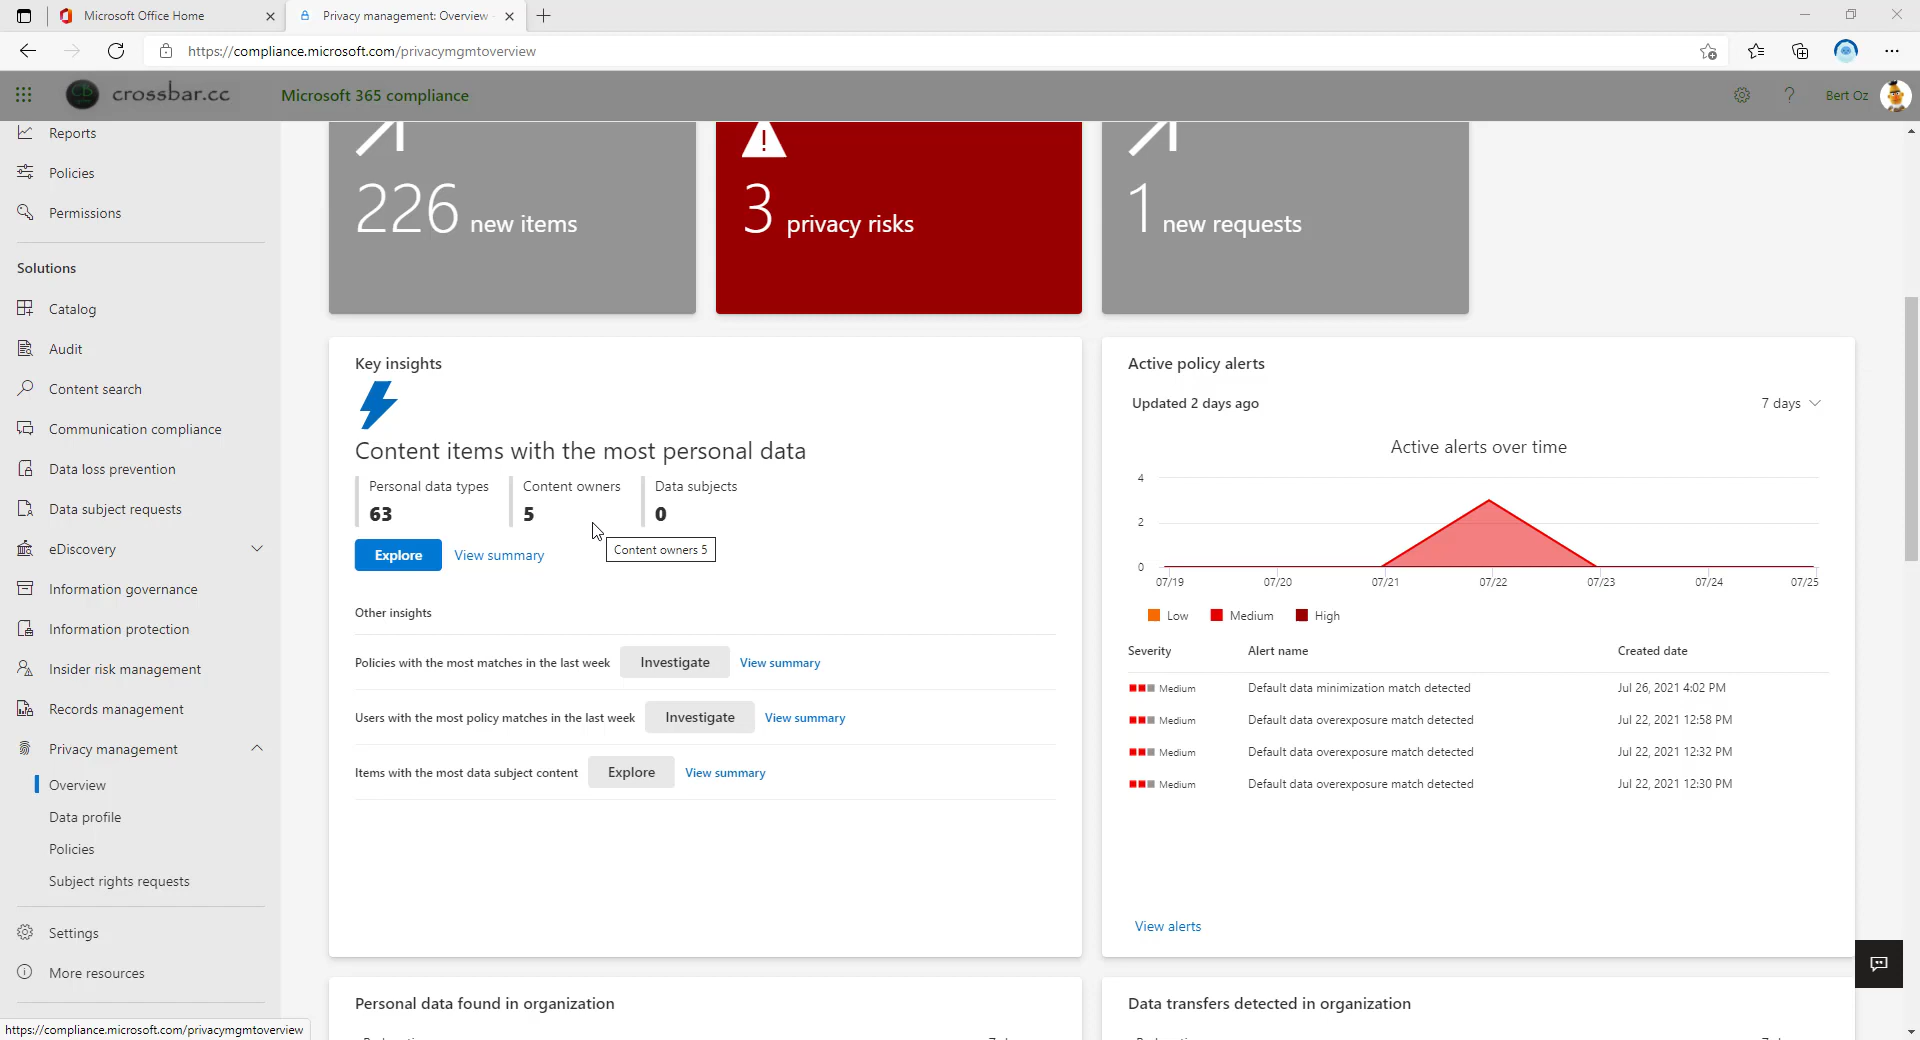 Microsoft Office Home
Privacy management: Overview
https://compliance.microsoft.com/privacymgmtoverview
CB
crossbar.cc
Microsoft 365 compliance
?
Bert Oz
Reports
Policies
Permissions
Solutions
Catalog
Audit
Content search
Communication compliance
Data loss prevention
Data subject requests
eDiscovery
Information governance
Information protection
Insider risk management
Records management
Privacy management
Overview
Data profile
Policies
Subject rights requests
Settings
More resources
https://compliance.microsoft.com/privacymgmtoverview
226 new items
3 privacy risks
1 new requests
Key insights
Content items with the most personal data
Personal data types
63
Content owners
5
Data subjects
0
Content owners 5
Explore
View summary
Other insights
Policies with the most matches in the last week Investigate View summary
Users with the most policy matches in the last week Investigate View summary
Items with the most data subject content Explore View summary
Active policy alerts
Updated 2 days ago 7 days
Active alerts over time
4
2
0
07/19 07/20 07/21 07/22 07/23 07/24 07/25
Low Medium High
Severity Alert name Created date
Medium Default data minimization match detected Jul 26, 2021 4:02 PM
Medium Default data overexposure match detected Jul 22, 2021 12:58 PM
Medium Default data overexposure match detected Jul 22, 2021 12:32 PM
Medium Default data overexposure match detected Jul 22, 2021 12:30 PM
View alerts
Personal data found in organization
Data transfers detected in organization